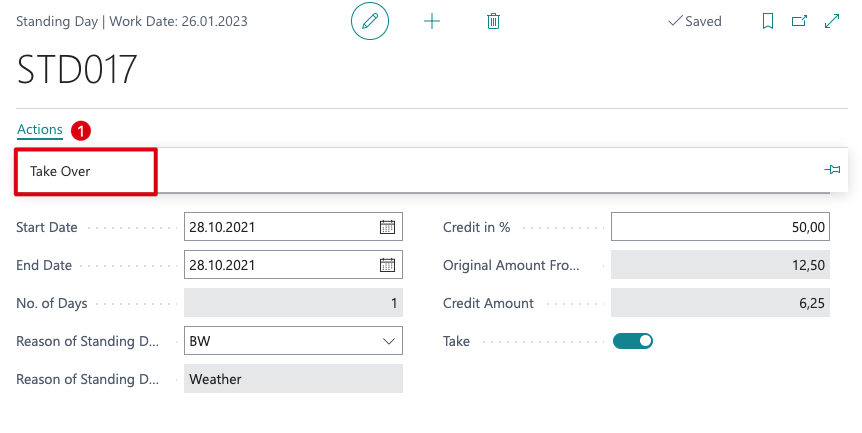 Standing Day | Work Date: 26.01.2023
Saved
STD017
Actions 1
Take Over
Start Date 28.10.2021
End Date 28.10.2021
No. of Days 1
Reason of Standing D... BW
Reason of Standing D... Weather
Credit in % 50,00
Original Amount Fro... 12,50
Credit Amount 6,25
Take